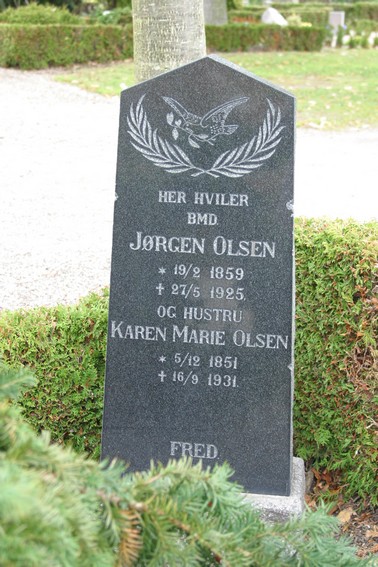 HER HVILER
BMD.
JØRGEN OLSEN
* 19/2 1859
† 27/5 1925.
OG HUSTRU
KAREN MARIE OLSEN
* 5/12 1851
† 16/9 1931.
FRED